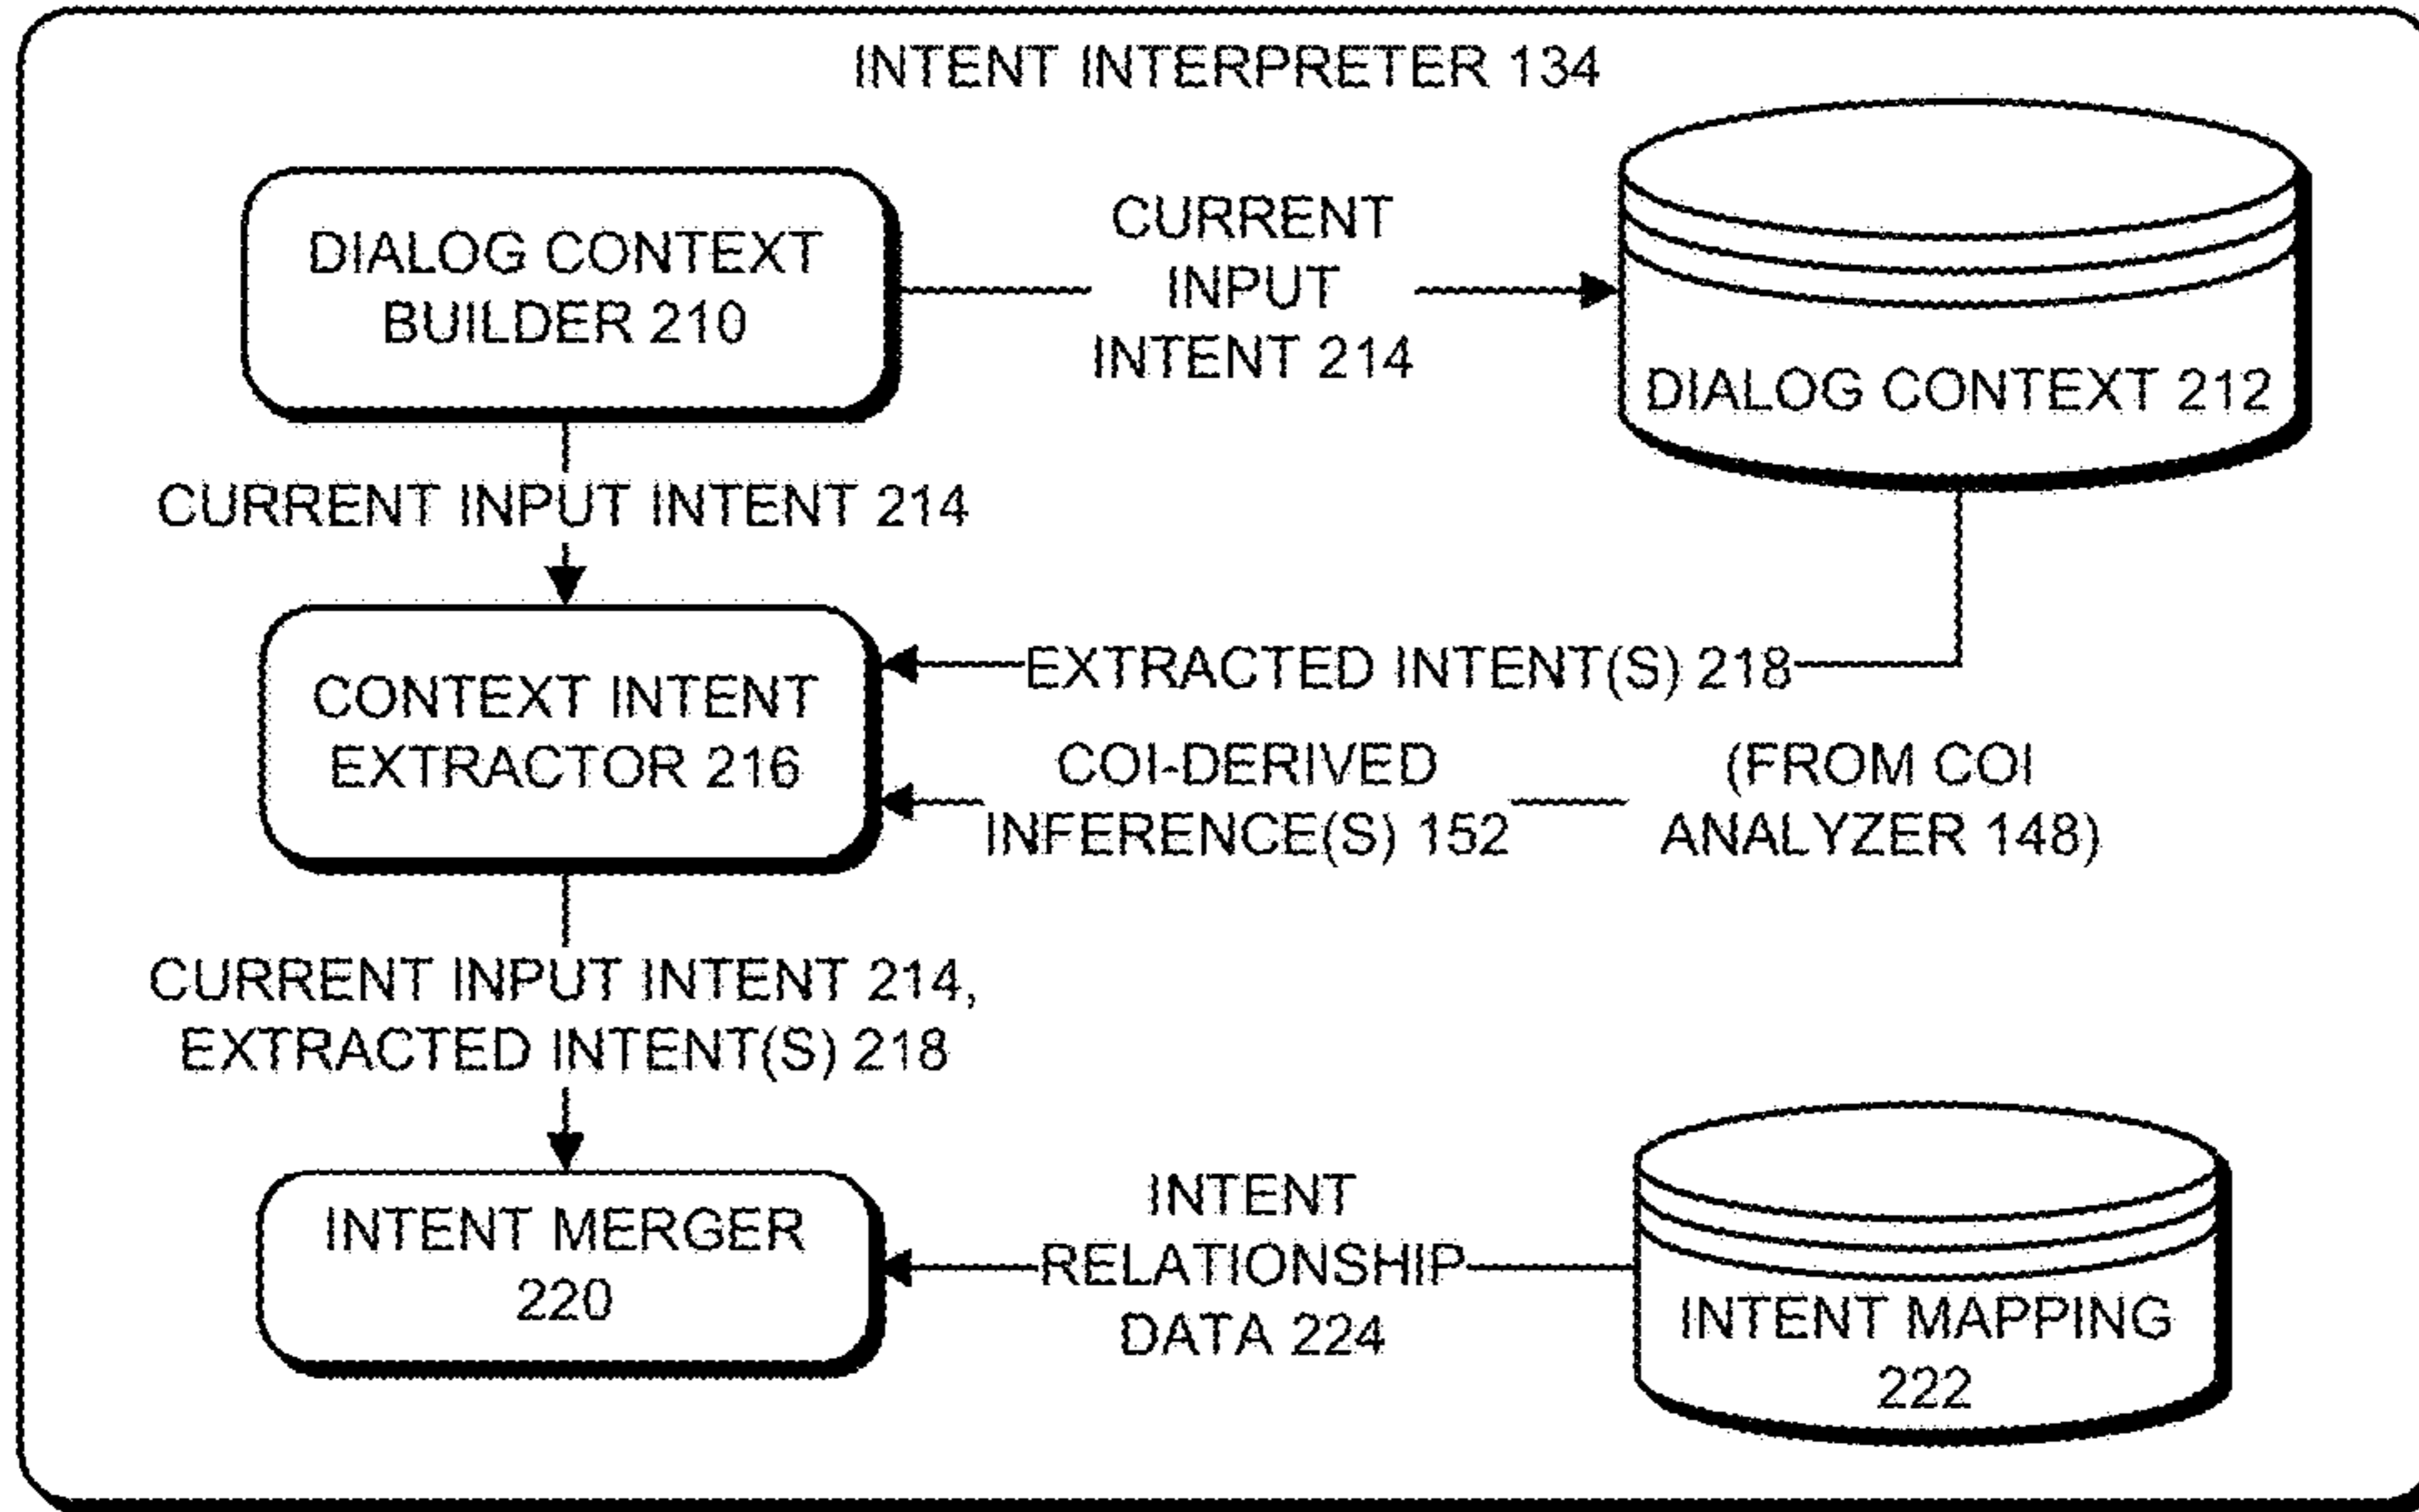 INTENT INTERPRETER 134
DIALOG CONTEXT
BUILDER 210
CURRENT
INPUT
INTENT 214
DIALOG CONTEXT 212
CURRENT INPUT INTENT 214
CONTEXT INTENT
EXTRACTOR 216
EXTRACTED INTENT(S) 218
COI-DERIVED
INFERENCE(S) 152
(FROM COI
ANALYZER 148)
CURRENT INPUT INTENT 214,
EXTRACTED INTENT(S) 218
INTENT MERGER
220
INTENT
RELATIONSHIP
DATA 224
INTENT MAPPING
222